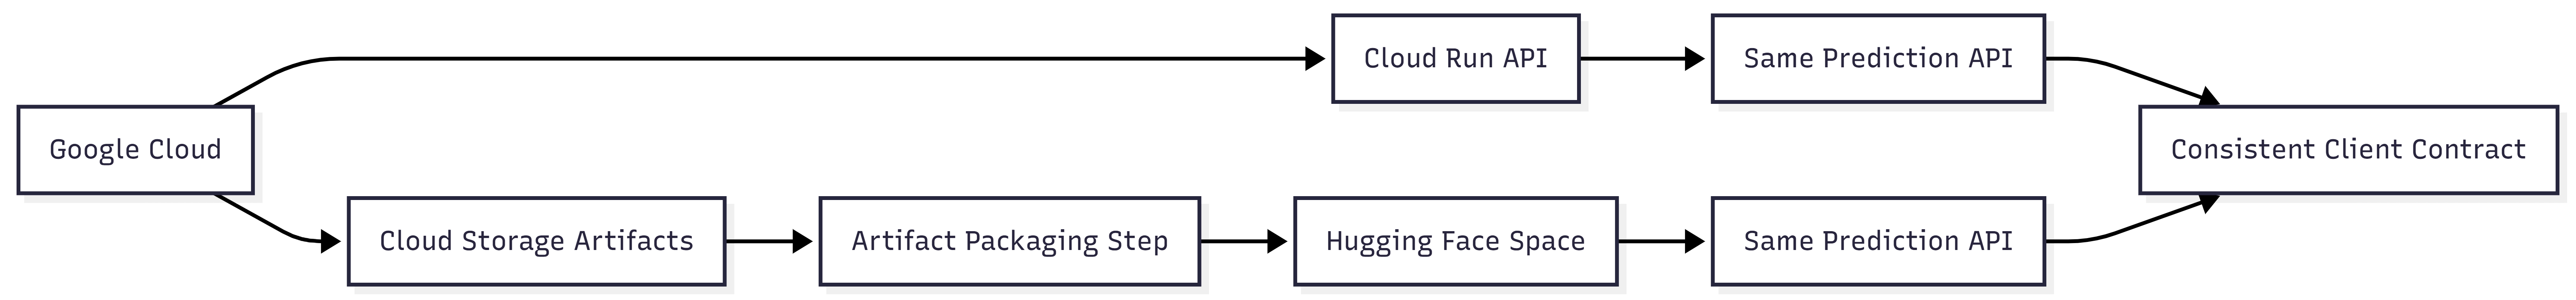 Cloud Run API
Same Prediction API
Google Cloud
Consistent Client Contract
Cloud Storage Artifacts
Artifact Packaging Step
Hugging Face Space
Same Prediction API